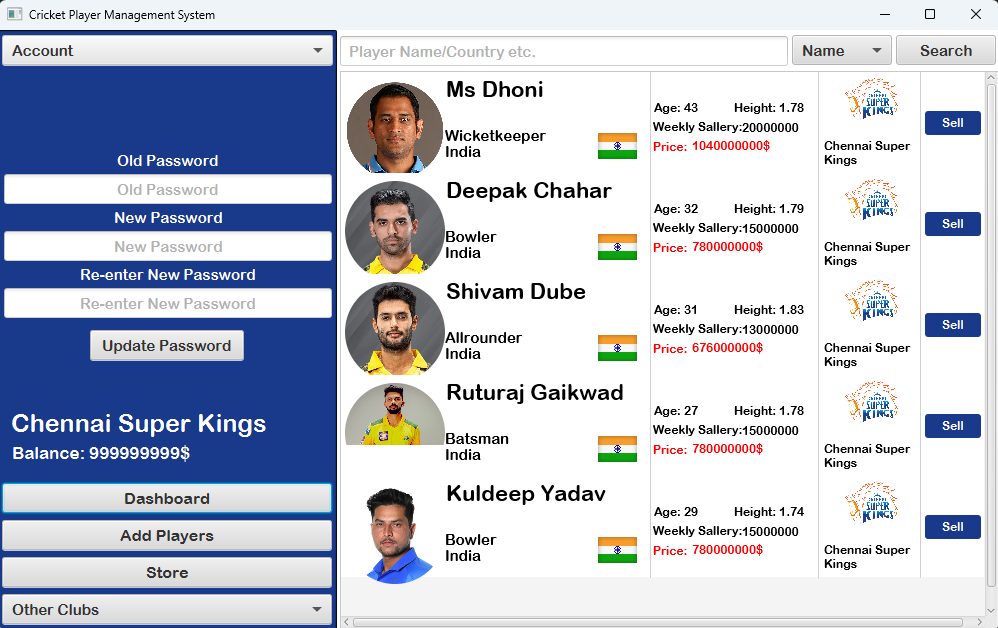 Cricket Player Management System
Account
Old Password
Old Password
New Password
New Password
Re-enter New Password
Re-enter New Password
Update Password
Chennai Super Kings
Balance: 999999999$
Dashboard
Add Players
Store
Other Clubs
Player Name/Country etc.
Name
Search
Ms Dhoni
Wicketkeeper
India
Age: 43 Height: 1.78
Weekly Sallery:20000000
Price: 1040000000$
CHENNAI
SUPER
KINGS
Chennai Super
Kings
Sell
Deepak Chahar
Bowler
India
Age: 32 Height: 1.79
Weekly Sallery:15000000
Price: 780000000$
CHENNAI
SUPER
KINGS
Chennai Super
Kings
Sell
Shivam Dube
Allrounder
India
Age: 31 Height: 1.83
Weekly Sallery:13000000
Price: 676000000$
CHENNAI
SUPER
KINGS
Chennai Super
Kings
Sell
Ruturaj Gaikwad
Batsman
India
Age: 27 Height: 1.78
Weekly Sallery:15000000
Price: 780000000$
CHENNAI
SUPER
KINGS
Chennai Super
Kings
Sell
Kuldeep Yadav
Bowler
India
Age: 29 Height: 1.74
Weekly Sallery:15000000
Price: 780000000$
CHENNAI
SUPER
KINGS
Chennai Super
Kings
Sell